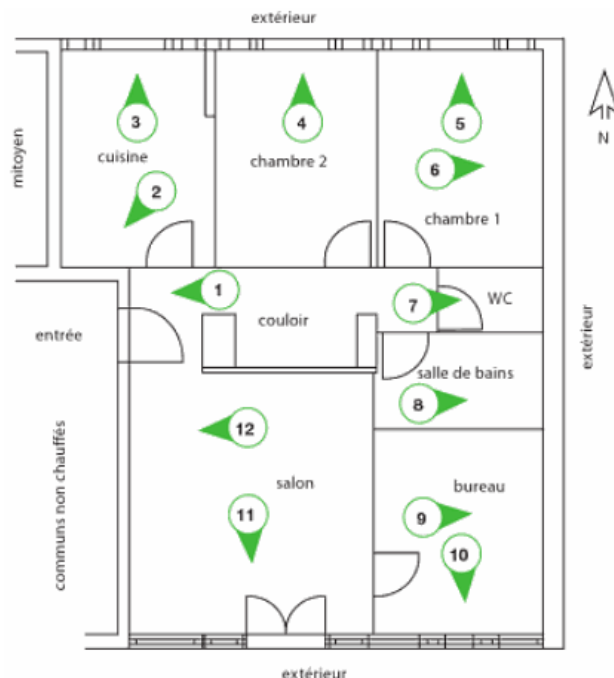 extérieur
3
4
5
N
cuisine
chambre 2
6
mitoyen
2
chambre 1
1
7
WC
couloir
entrée
extérieur
salle de bains
8
12
communs non chauffés
salon
bureau
11
9
10
extérieur